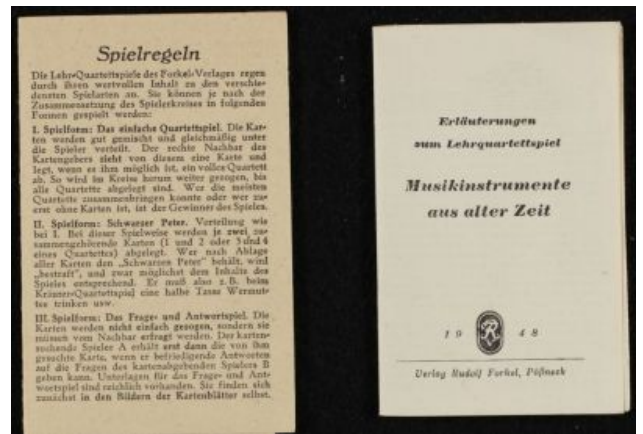 Spielregeln
Die Lehr-Quartettspiele des Forkel-Verlages regen
durch ihren wertvollen Inhalt zu den verschie-
densten Spielarten an. Sie können je nach der
Zusammensetzung des Spielerkreises in folgenden
Formen gespielt werden:
I. Spielform: Das einfache Quartettspiel. Die Kar-
ten werden gut gemischt und gleichmäßig unter
die Spieler verteilt. Der rechte Nachbar des
Kartengebers zieht von diesem eine Karte und
legt, wenn es ihm möglich ist, ein volles Quartett
ab. So wird im Kreise herum weiter gezogen, bis
alle Quartette abgelegt sind. Wer die meisten
Quartette zusammenbringen konnte oder wer zu-
erst ohne Karten ist, ist der Gewinner des Spieles.
II. Spielform: Schwarzer Peter. Verteilung wie
bei I. Bei dieser Spielweise werden je zwei zu-
sammengehörende Karten (1 und 2 oder 3 und 4
eines Quartettes) abgelegt. Wer nach Ablage
aller Karten den „Schwarzen Peter" behält, wird
„bestraft", und zwar möglichst dem Inhalte des
Spieles entsprechend. Er muß also z. B. beim
Kräuter-Quartettspiel eine halbe Tasse Wermut-
tee trinken usw.
III. Spielform: Das Frage- und Antwortspiel. Die
Karten werden nicht einfach gezogen, sondern sie
müssen vom Nachbar erfragt werden. Der karten-
suchende Spieler A erhält erst dann die von ihm
gesuchte Karte, wenn er befriedigende Antworten
auf die Fragen des kartenabgebenden Spielers B
geben kann. Unterlagen für das Frage- und Ant-
wortspiel sind reichlich vorhanden. Sie finden sich
zunächst in den Bildern der Kartenblätter selbst.
Erläuterungen
zum Lehrquartettspiel
Musikinstrumente
aus alter Zeit
19 48
Verlag Rudolf Forkel, Pößneck